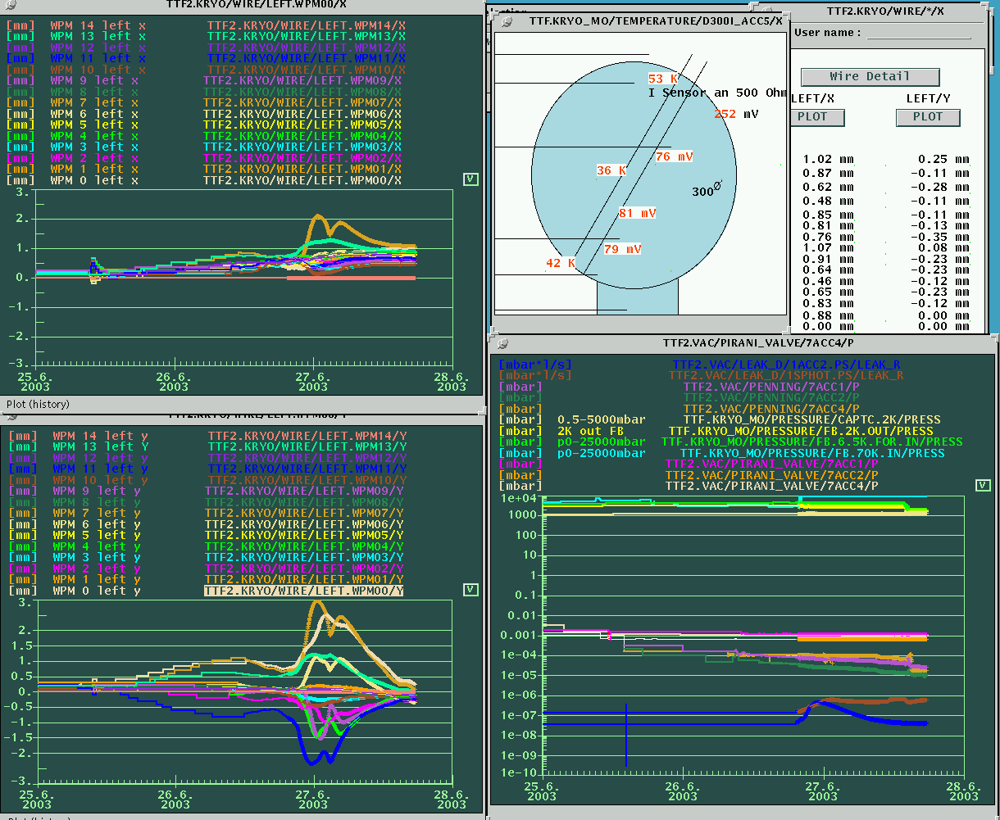 TTF2.KRYO/WIRE/LEFT.WPM00/X
[mm] WPM 14 left x TTF2.KRYO/WIRE/LEFT.WPM14/X
[mm] WPM 13 left x TTF2.KRYO/WIRE/LEFT.WPM13/X
[mm] WPM 12 left x TTF2.KRYO/WIRE/LEFT.WPM12/X
[mm] WPM 11 left x TTF2.KRYO/WIRE/LEFT.WPM11/X
[mm] WPM 10 left x TTF2.KRYO/WIRE/LEFT.WPM10/X
[mm] WPM 9 left x TTF2.KRYO/WIRE/LEFT.WPM09/X
[mm] WPM 8 left x TTF2.KRYO/WIRE/LEFT.WPM08/X
[mm] WPM 7 left x TTF2.KRYO/WIRE/LEFT.WPM07/X
[mm] WPM 6 left x TTF2.KRYO/WIRE/LEFT.WPM06/X
[mm] WPM 5 left x TTF2.KRYO/WIRE/LEFT.WPM05/X
[mm] WPM 4 left x TTF2.KRYO/WIRE/LEFT.WPM04/X
[mm] WPM 3 left x TTF2.KRYO/WIRE/LEFT.WPM03/X
[mm] WPM 2 left x TTF2.KRYO/WIRE/LEFT.WPM02/X
[mm] WPM 1 left x TTF2.KRYO/WIRE/LEFT.WPM01/X
[mm] WPM 0 left x TTF2.KRYO/WIRE/LEFT.WPM00/X
V
3.
2.
1.
0.
-1.
-2.
-3.
25.6. 26.6. 27.6. 28.6.
2003 2003 2003 2003
Plot (history)
TTF.KRYO_MO/TEMPERATURE/D300I_ACC5/X
53 K
I Sensor an 500 Ohm
252 mV
76 mV
36 K
300Ø
81 mV
79 mV
42 K
TTF2.KRYO/WIRE/*/X
User name :
Wire Detail
LEFT/X LEFT/Y
PLOT PLOT
1.02 mm 0.25 mm
0.87 mm -0.11 mm
0.62 mm -0.28 mm
0.48 mm -0.11 mm
0.85 mm -0.11 mm
0.81 mm -0.13 mm
0.76 mm -0.35 mm
1.07 mm 0.08 mm
0.91 mm -0.23 mm
0.64 mm -0.23 mm
0.46 mm -0.12 mm
0.65 mm -0.23 mm
0.83 mm -0.12 mm
0.88 mm 0.00 mm
0.00 mm 0.00 mm
[mm] WPM 14 left y TTF2.KRYO/WIRE/LEFT.WPM14/Y
[mm] WPM 13 left Y TTF2.KRYO/WIRE/LEFT.WPM13/Y
[mm] WPM 12 left y TTF2.KRYO/WIRE/LEFT.WPM12/Y
[mm] WPM 11 left y TTF2.KRYO/WIRE/LEFT.WPM11/Y
[mm] WPM 10 left y TTF2.KRYO/WIRE/LEFT.WPM10/Y
[mm] WPM 9 left y TTF2.KRYO/WIRE/LEFT.WPM09/Y
[mm] WPM 8 left y TTF2.KRYO/WIRE/LEFT.WPM08/Y
[mm] WPM 7 left y TTF2.KRYO/WIRE/LEFT.WPM07/Y
[mm] WPM 6 left y TTF2.KRYO/WIRE/LEFT.WPM06/Y
[mm] WPM 5 left y TTF2.KRYO/WIRE/LEFT.WPM05/Y
[mm] WPM 4 left y TTF2.KRYO/WIRE/LEFT.WPM04/Y
[mm] WPM 3 left y TTF2.KRYO/WIRE/LEFT.WPM03/Y
[mm] WPM 2 left y TTF2.KRYO/WIRE/LEFT.WPM02/Y
[mm] WPM 1 left y TTF2.KRYO/WIRE/LEFT.WPM01/Y
[mm] WPM 0 left y TTF2.KRYO/WIRE/LEFT.WPM00/Y
V
2.
1.5
1.
0.5
0.
-0.5
-1.
-1.5
-2.
-3.
25.6. 26.6. 27.6. 28.6.
2003 2003 2003 2003
TTF2.VAC/PIRANI_VALVE/7ACC4/P
[mbar*l/s] TTF2.VAC/LEAK_D/1ACC2.PS/LEAK_R
[mbar*l/s] TTF2.VAC/LEAK_D/1SPHOT.PS/LEAK_R
[mbar] TTF2.VAC/PENNING/7ACC1/P
[mbar] TTF2.VAC/PENNING/7ACC2/P
[mbar] TTF2.VAC/PENNING/7ACC4/P
[mbar] 0.5-5000mbar TTF.KRYO_MO/PRESSURE/CAPTC.2K/PRESS
[mbar] 2K out FB TTF.KRYO_MO/PRESSURE/FB.2K.OUT/PRESS
[mbar] p0-25000mbar TTF.KRYO_MO/PRESSURE/FB.6.5K.FOR.IN/PRESS
[mbar] p0-25000mbar TTF.KRYO_MO/PRESSURE/FB.70K.IN/PRESS
[mbar] TTF2.VAC/PIRANI_VALVE/7ACC1/P
[mbar] TTF2.VAC/PIRANI_VALVE/7ACC2/P
[mbar] TTF2.VAC/PIRANI_VALVE/7ACC4/P
V
1e+04
1000
100
10
1
0.1
0.01
0.001
1e-04
1e-05
1e-06
1e-07
1e-08
1e-09
1e-10
25.6. 26.6. 27.6. 28.6.
2003 2003 2003 2003